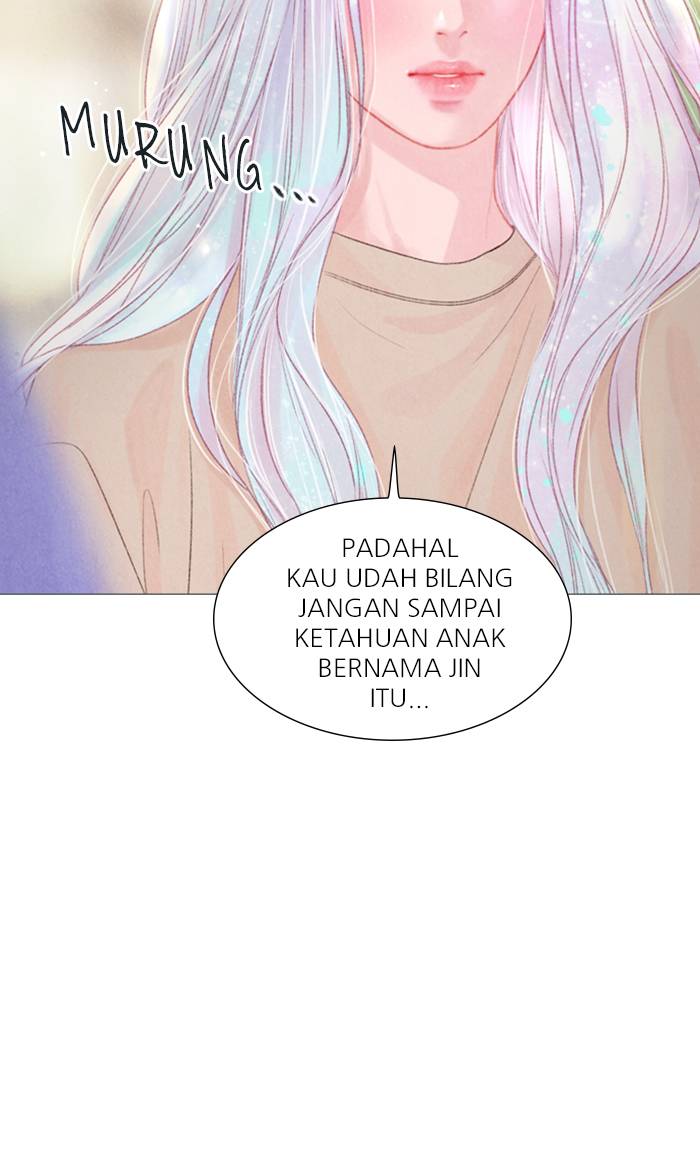 MURUNG...
PADAHAL
KAU UDAH BILANG
JANGAN SAMPAI
KETAHUAN ANAK
BERNAMA JIN
ITU...